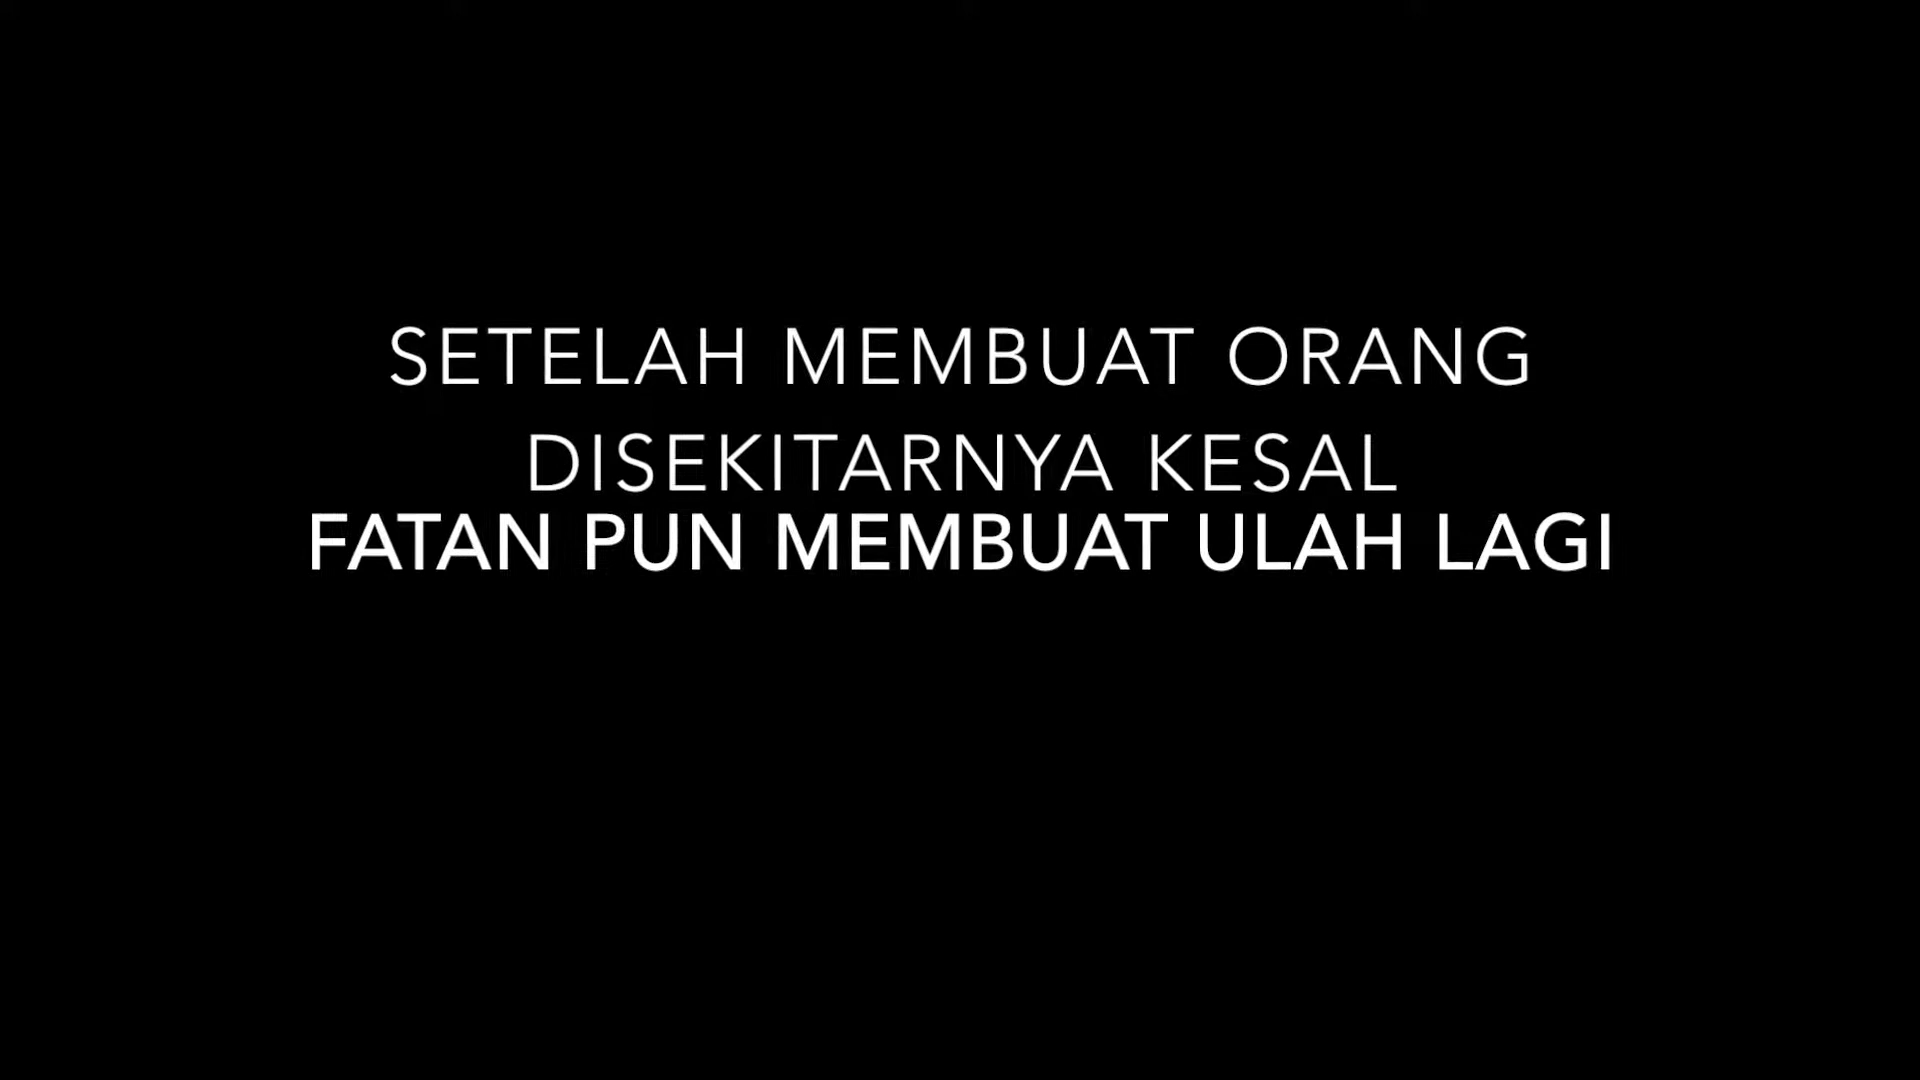 SETELAH MEMBUAT ORANG
DISEKITARNYA KESAL
FATAN PUN MEMBUAT ULAH LAGI